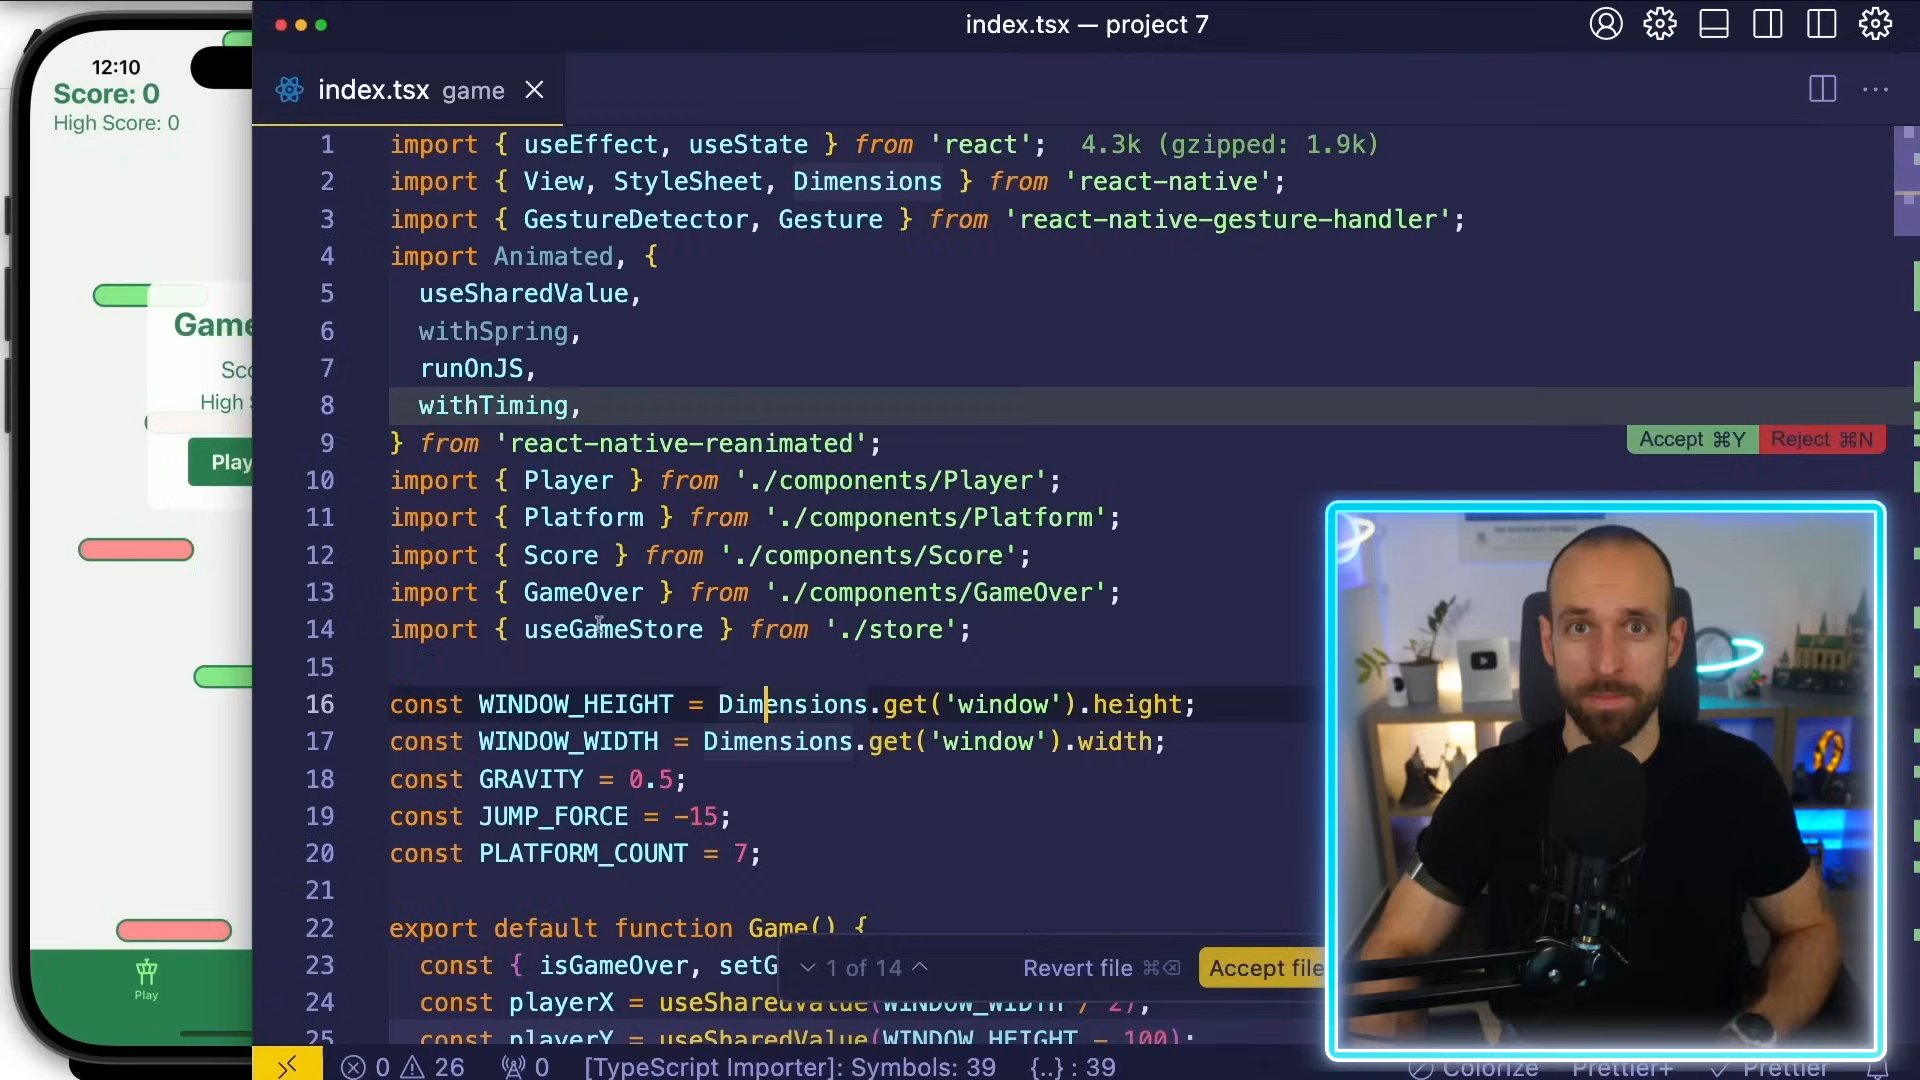 12:10
Score: 0
High Score: 0
Game
Sco
High
Play
Play
index.tsx — project 7
index.tsx game
1 import { useEffect, useState } from 'react'; 4.3k (gzipped: 1.9k)
2 import { View, StyleSheet, Dimensions } from 'react-native';
3 import { GestureDetector, Gesture } from 'react-native-gesture-handler';
4 import Animated, {
5 useSharedValue,
6 withSpring,
7 runOnJS,
8 withTiming,
9 } from 'react-native-reanimated';
Accept ⌘Y Reject ⌘N
10 import { Player } from './components/Player';
11 import { Platform } from './components/Platform';
12 import { Score } from './components/Score';
13 import { GameOver } from './components/GameOver';
14 import { useGameStore } from './store';
15
16 const WINDOW_HEIGHT = Dimensions.get('window').height;
17 const WINDOW_WIDTH = Dimensions.get('window').width;
18 const GRAVITY = 0.5;
19 const JUMP_FORCE = -15;
20 const PLATFORM_COUNT = 7;
21
22 export default function Game() {
23 const { isGameOver, setG
1 of 14 Revert file ⌘⌫ Accept file
24 const playerX = useSharedValue(WINDOW_WIDTH / 2);
25 const playerY = useSharedValue(WINDOW_HEIGHT - 100);
0 26 0 [TypeScript Importer]: Symbols: 39 {..} : 39 Colorize Prettier+ Prettier